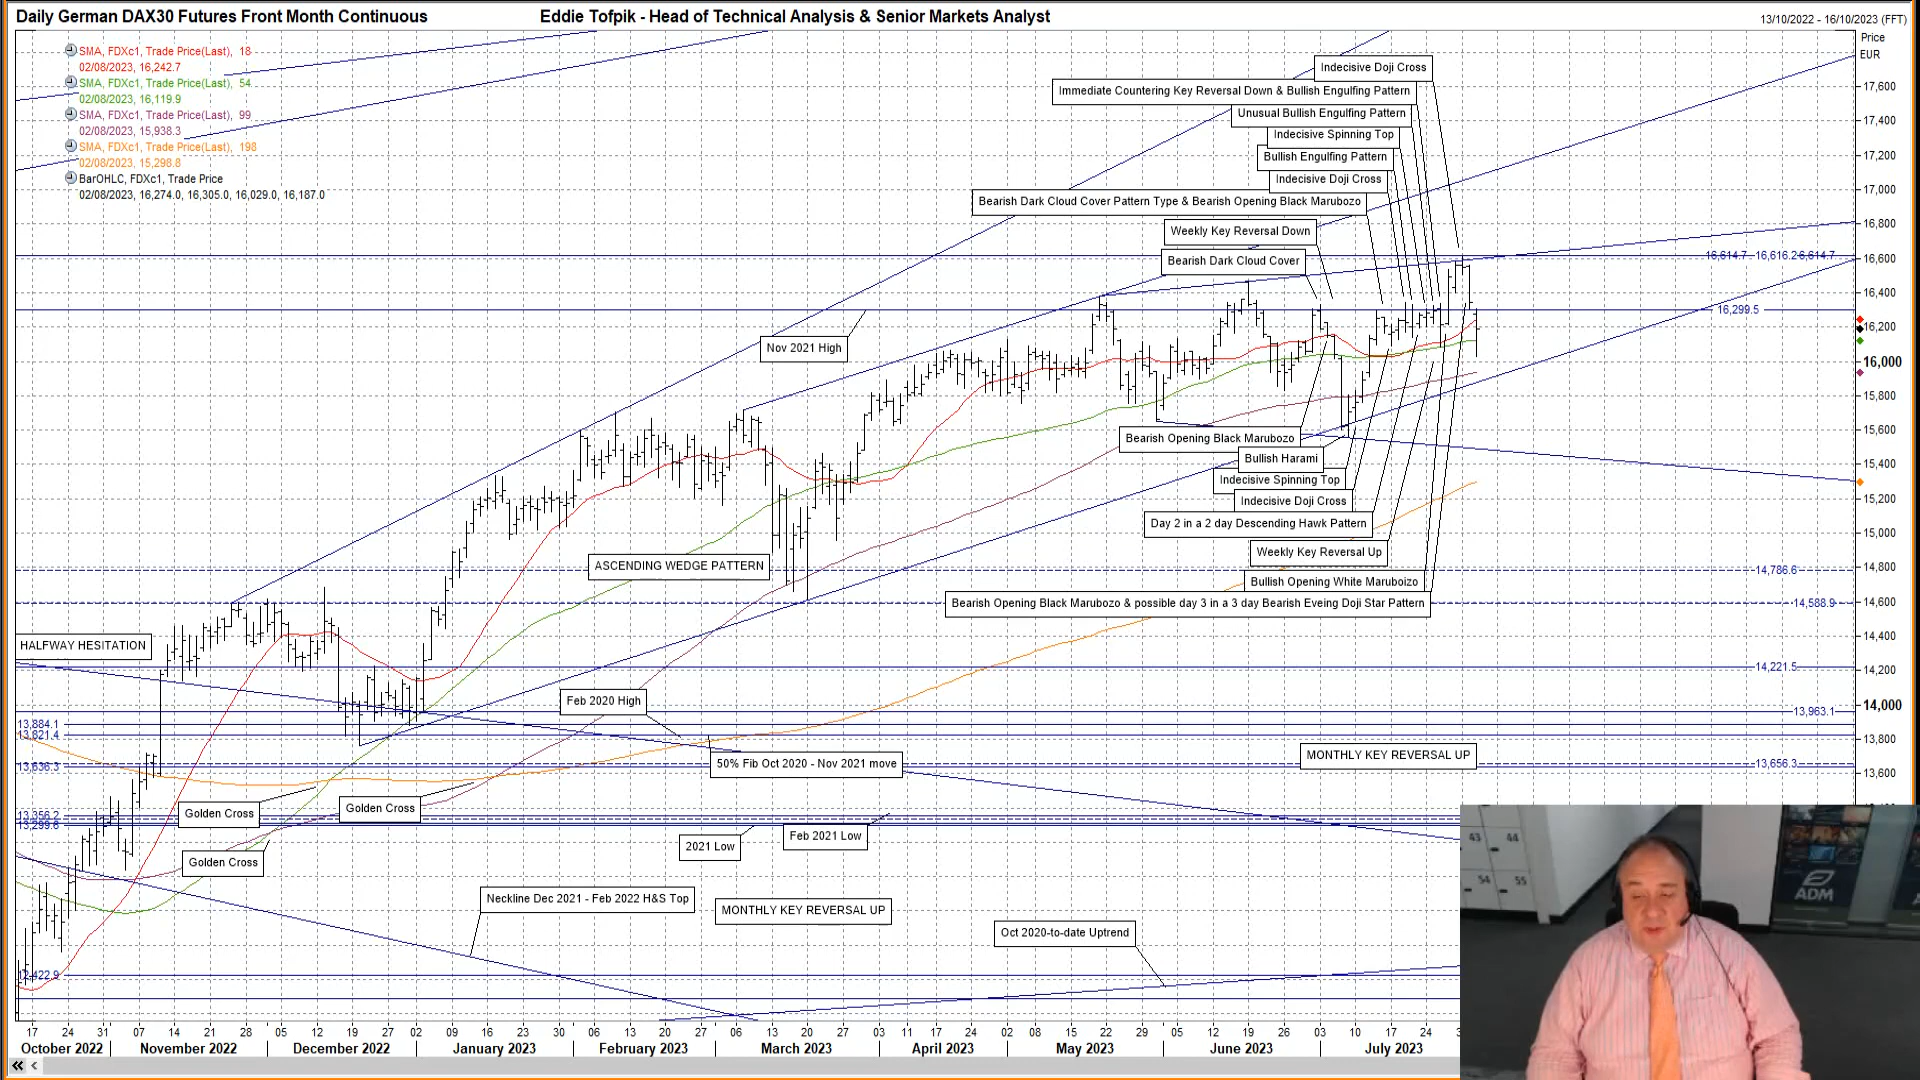 Daily German DAX30 Futures Front Month Continuous
Eddie Tofpik - Head of Technical Analysis & Senior Markets Analyst
13/10/2022 - 16/10/2023 (FFT)
Price
EUR
SMA, FDXc1, Trade Price(Last), 18
02/08/2023, 16,242.7
SMA, FDXc1, Trade Price(Last), 54
02/08/2023, 16,119.9
SMA, FDXc1, Trade Price(Last), 99
02/08/2023, 15,938.3
SMA, FDXc1, Trade Price(Last), 198
02/08/2023, 15,298.8
BarOHLC, FDXc1, Trade Price
02/08/2023, 16,274.0, 16,305.0, 16,029.0, 16,187.0
Indecisive Doji Cross
Immediate Countering Key Reversal Down & Bullish Engulfing Pattern
Unusual Bullish Engulfing Pattern
Indecisive Spinning Top
Bullish Engulfing Pattern
Indecisive Doji Cross
Bearish Dark Cloud Cover Pattern Type & Bearish Opening Black Marubozo
Weekly Key Reversal Down
Bearish Dark Cloud Cover
Nov 2021 High
Bearish Opening Black Marubozo
Bullish Harami
Indecisive Spinning Top
Indecisive Doji Cross
Day 2 in a 2 day Descending Hawk Pattern
Weekly Key Reversal Up
Bullish Opening White Maruboizo
Bearish Opening Black Marubozo & possible day 3 in a 3 day Bearish Eveing Doji Star Pattern
ASCENDING WEDGE PATTERN
HALFWAY HESITATION
Feb 2020 High
50% Fib Oct 2020 - Nov 2021 move
MONTHLY KEY REVERSAL UP
Golden Cross
Golden Cross
Golden Cross
2021 Low
Feb 2021 Low
Neckline Dec 2021 - Feb 2022 H&S Top
MONTHLY KEY REVERSAL UP
Oct 2020-to-date Uptrend
16,614.7
16,616.2
16,299.5
14,786.6
14,588.9
14,221.5
13,963.1
13,656.3
13,884.1
13,821.4
13,636.3
13,356.2
13,299.6
12,422.9
17,600
17,400
17,200
17,000
16,800
16,600
16,400
16,200
16,000
15,800
15,600
15,400
15,200
15,000
14,800
14,600
14,400
14,200
14,000
13,800
13,600
17 24 31 07 14 21 28 05 12 19 27 02 09 16 23 30 06 13 20 27 06 13 20 27 03 11 17 24 02 08 15 22 29 05 12 19 26 03 10 17 24
October 2022 November 2022 December 2022 January 2023 February 2023 March 2023 April 2023 May 2023 June 2023 July 2023
43 44
54 55
ADM